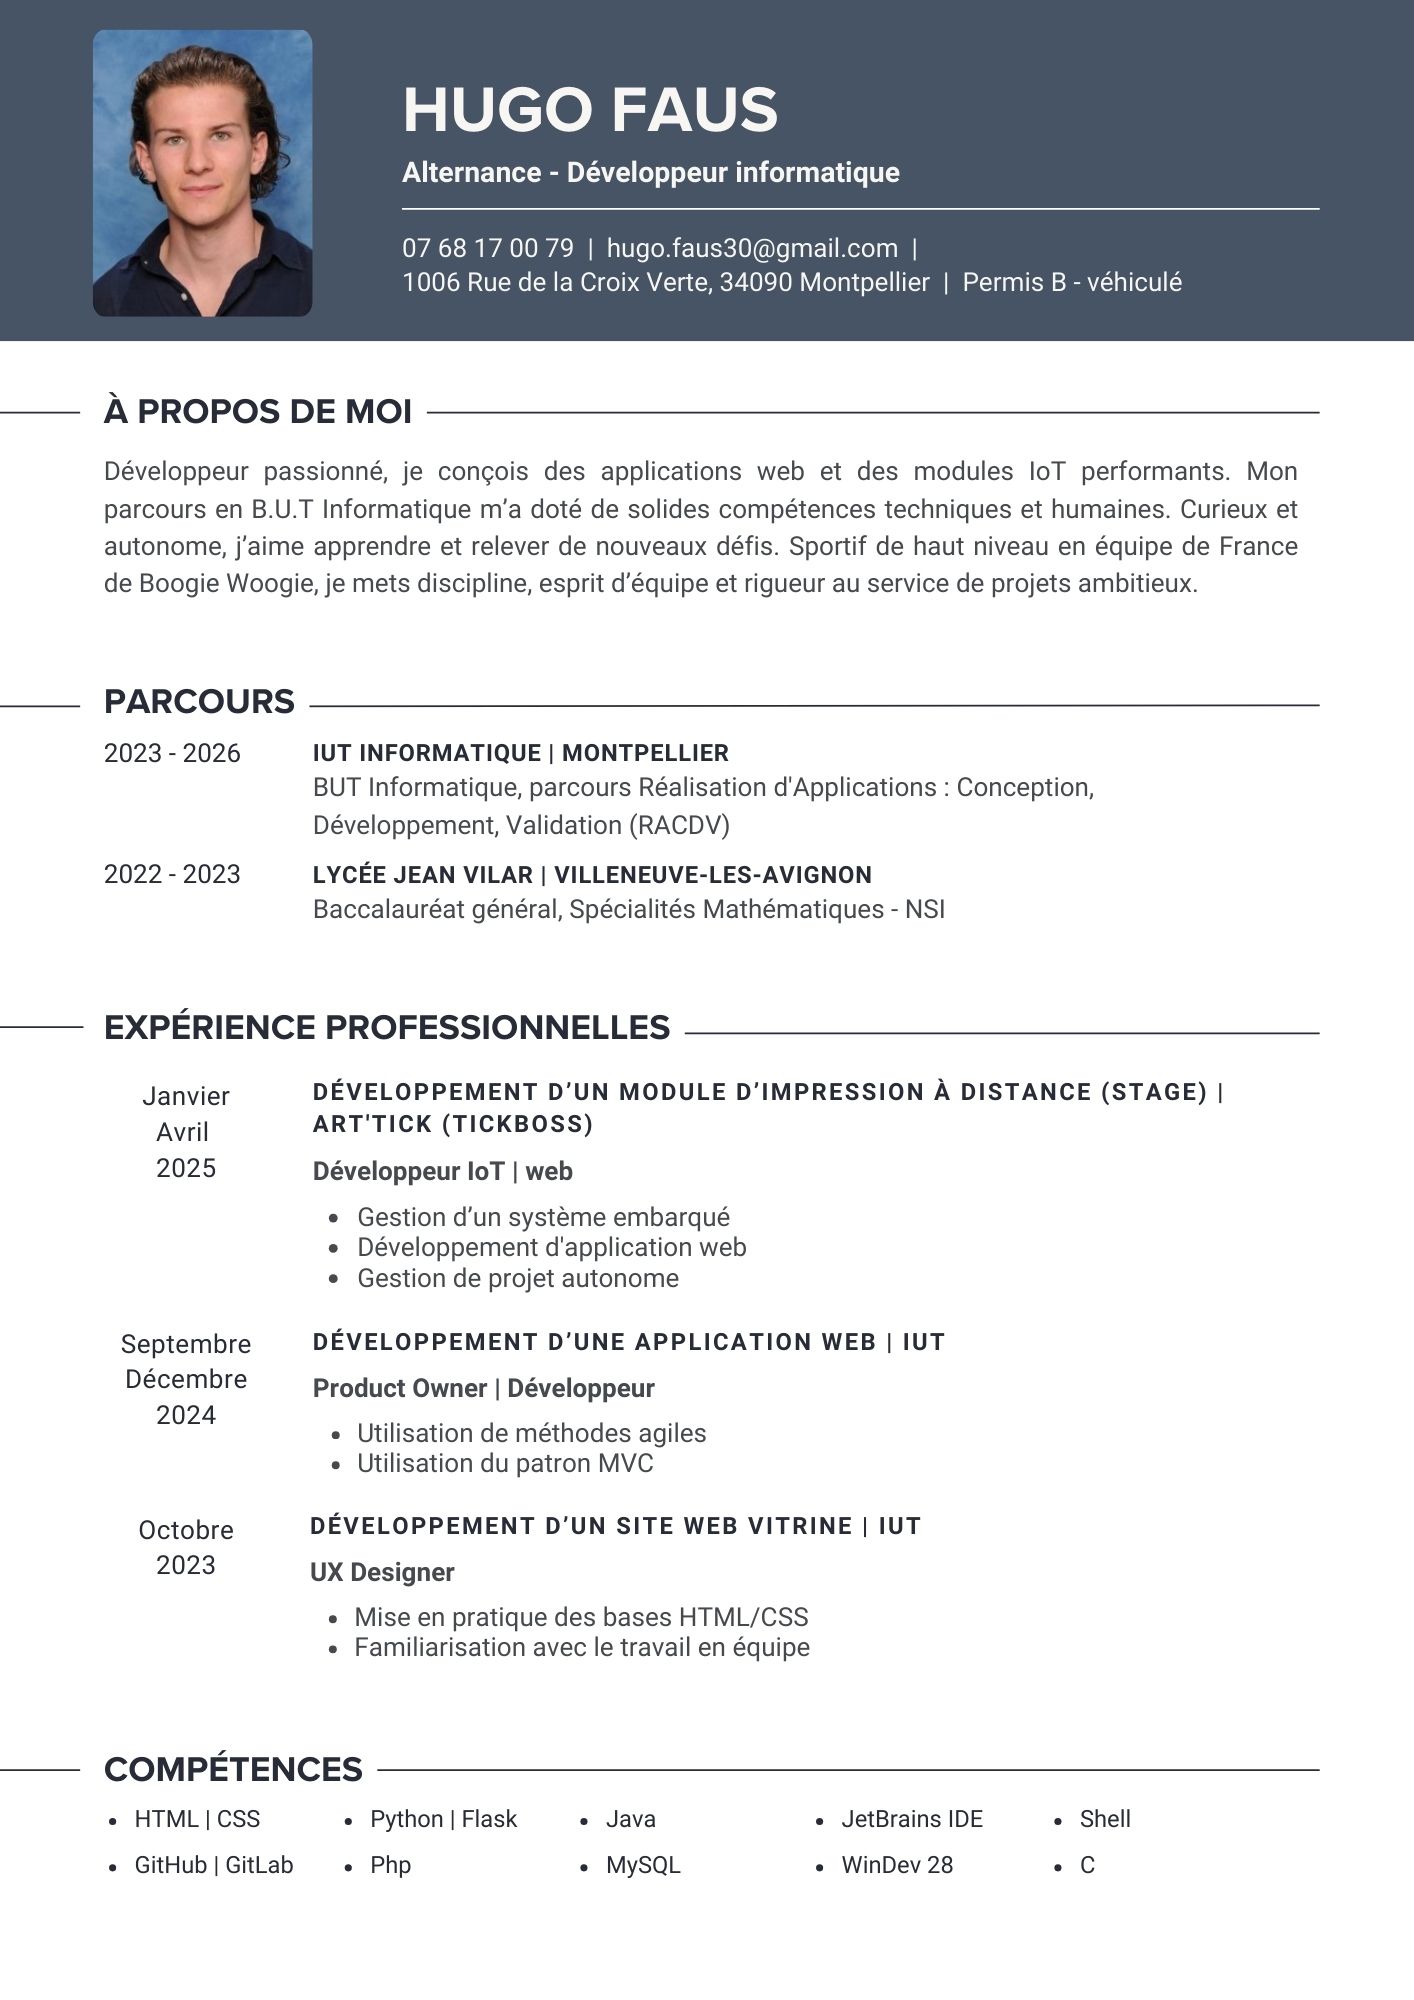 HUGO FAUS
Alternance - Développeur informatique
07 68 17 00 79 | hugo.faus30@gmail.com |
1006 Rue de la Croix Verte, 34090 Montpellier | Permis B - véhiculé
À PROPOS DE MOI
Développeur passionné, je conçois des applications web et des modules IoT performants. Mon
parcours en B.U.T Informatique m’a doté de solides compétences techniques et humaines. Curieux et
autonome, j’aime apprendre et relever de nouveaux défis. Sportif de haut niveau en équipe de France
de Boogie Woogie, je mets discipline, esprit d’équipe et rigueur au service de projets ambitieux.
PARCOURS
2023 - 2026
IUT INFORMATIQUE | MONTPELLIER
BUT Informatique, parcours Réalisation d'Applications : Conception,
Développement, Validation (RACDV)
2022 - 2023
LYCÉE JEAN VILAR | VILLENEUVE-LES-AVIGNON
Baccalauréat général, Spécialités Mathématiques - NSI
EXPÉRIENCE PROFESSIONNELLES
Janvier
Avril
2025
DÉVELOPPEMENT D’UN MODULE D’IMPRESSION À DISTANCE (STAGE) |
ART'TICK (TICKBOSS)
Développeur IoT | web
• Gestion d’un système embarqué
• Développement d'application web
• Gestion de projet autonome
Septembre
Décembre
2024
DÉVELOPPEMENT D’UNE APPLICATION WEB | IUT
Product Owner | Développeur
• Utilisation de méthodes agiles
• Utilisation du patron MVC
Octobre
2023
DÉVELOPPEMENT D’UN SITE WEB VITRINE | IUT
UX Designer
• Mise en pratique des bases HTML/CSS
• Familiarisation avec le travail en équipe
COMPÉTENCES
• HTML | CSS • Python | Flask • Java • JetBrains IDE • Shell
• GitHub | GitLab • Php • MySQL • WinDev 28 • C